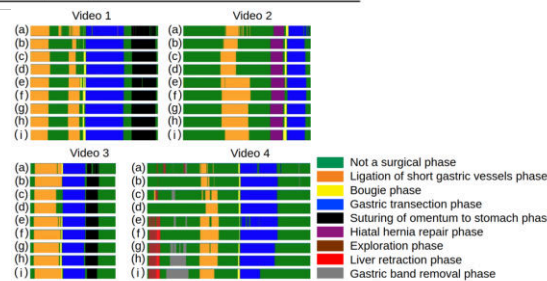 Video 1
(a)
(b)
(c)
(d)
(e)
(f)
(g)
(h)
(i)
Video 2
(a)
(b)
(c)
(d)
(e)
(f)
(g)
(h)
(i)
Video 3
(a)
(b)
(c)
(d)
(e)
(f)
(g)
(h)
(i)
Video 4
(a)
(b)
(c)
(d)
(e)
(f)
(g)
(h)
(i)
Not a surgical phase
Ligation of short gastric vessels phase
Bougie phase
Gastric transection phase
Suturing of omentum to stomach phase
Hiatal hernia repair phase
Exploration phase
Liver retraction phase
Gastric band removal phase